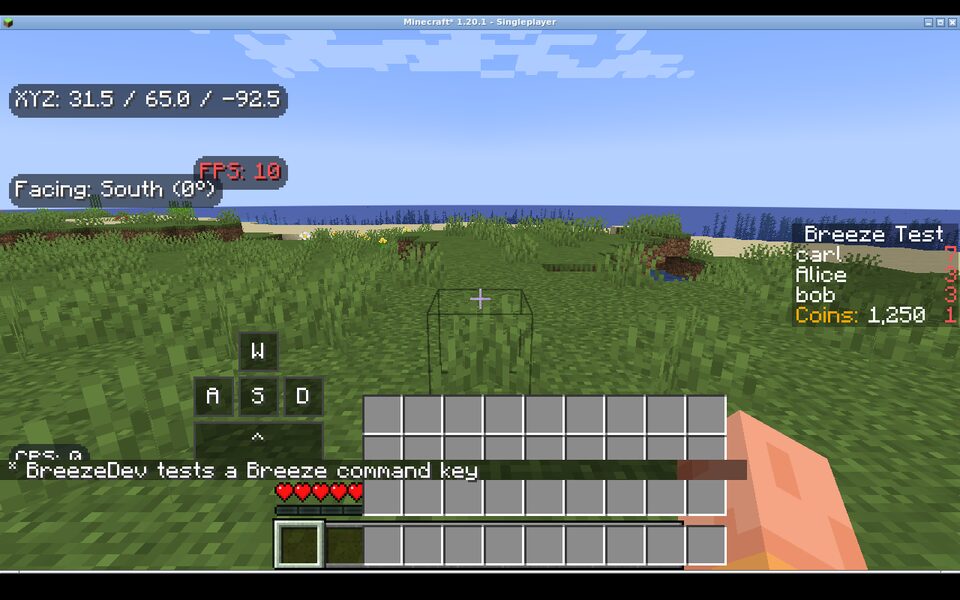 Minecraft* 1.20.1 - Singleplayer
XYZ: 31.5 / 65.0 / -92.5
FPS: 10
Facing: South (0°)
Breeze Test
carl 7
Alice 3
bob 3
Coins: 1,250 1
W
A S D
^
CPS: 0
* BreezeDev tests a Breeze command key